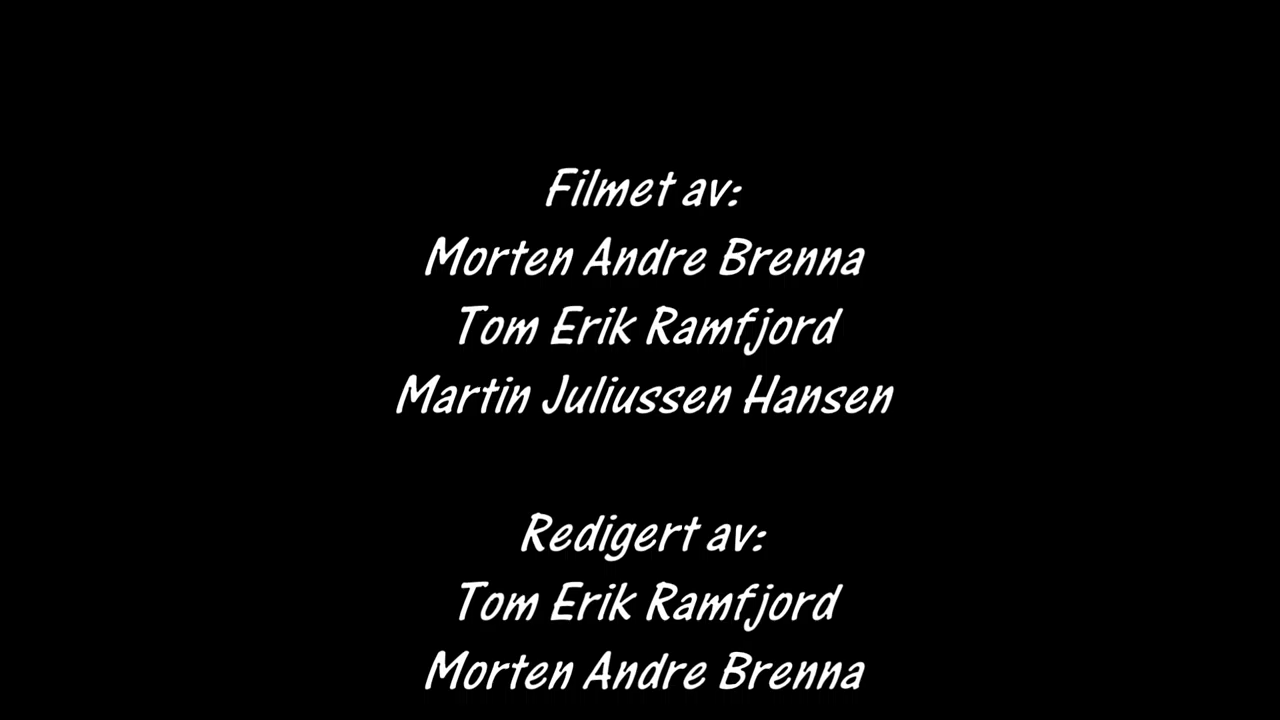 Filmet av:
Morten Andre Brenna
Tom Erik Ramfjord
Martin Juliussen Hansen
Redigert av:
Tom Erik Ramfjord
Morten Andre Brenna